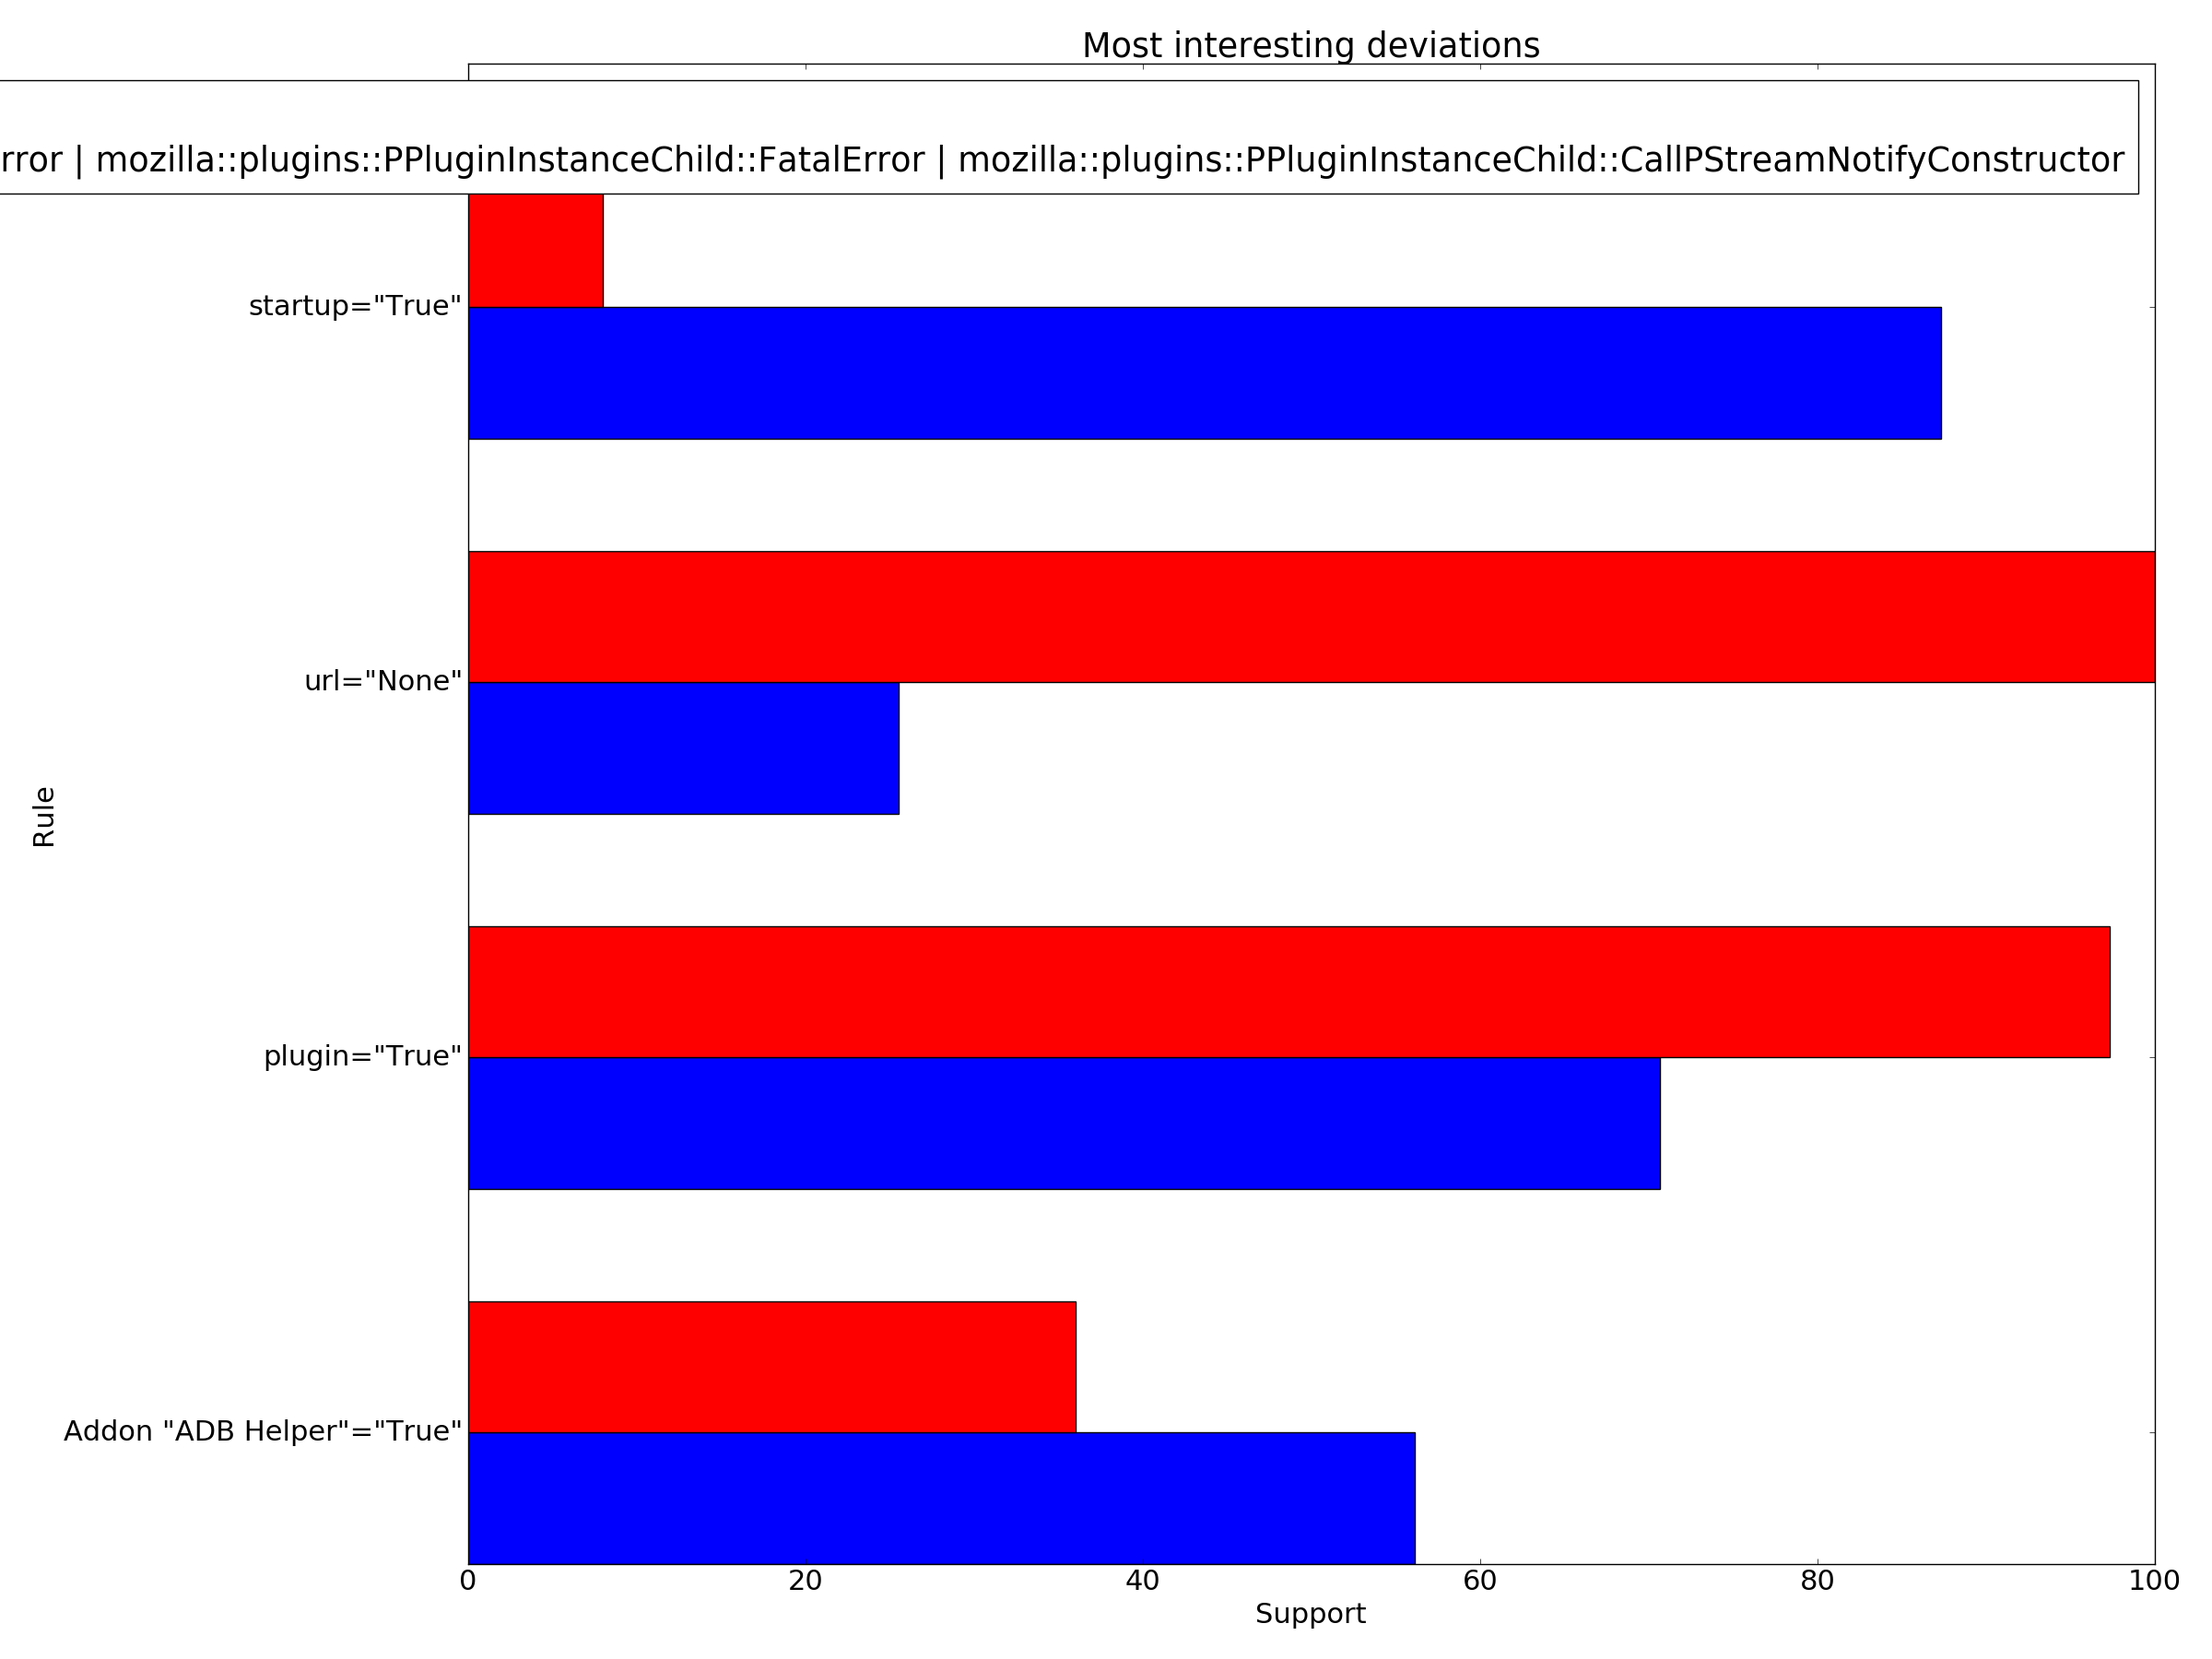 Most interesting deviations
| mozilla::plugins::PPluginInstanceChild::FatalError | mozilla::plugins::PPluginInstanceChild::CallPStreamNotifyConstructor
startup="True"
url="None"
plugin="True"
Addon "ADB Helper"="True"
Rule
0 20 40 60 80 100
Support